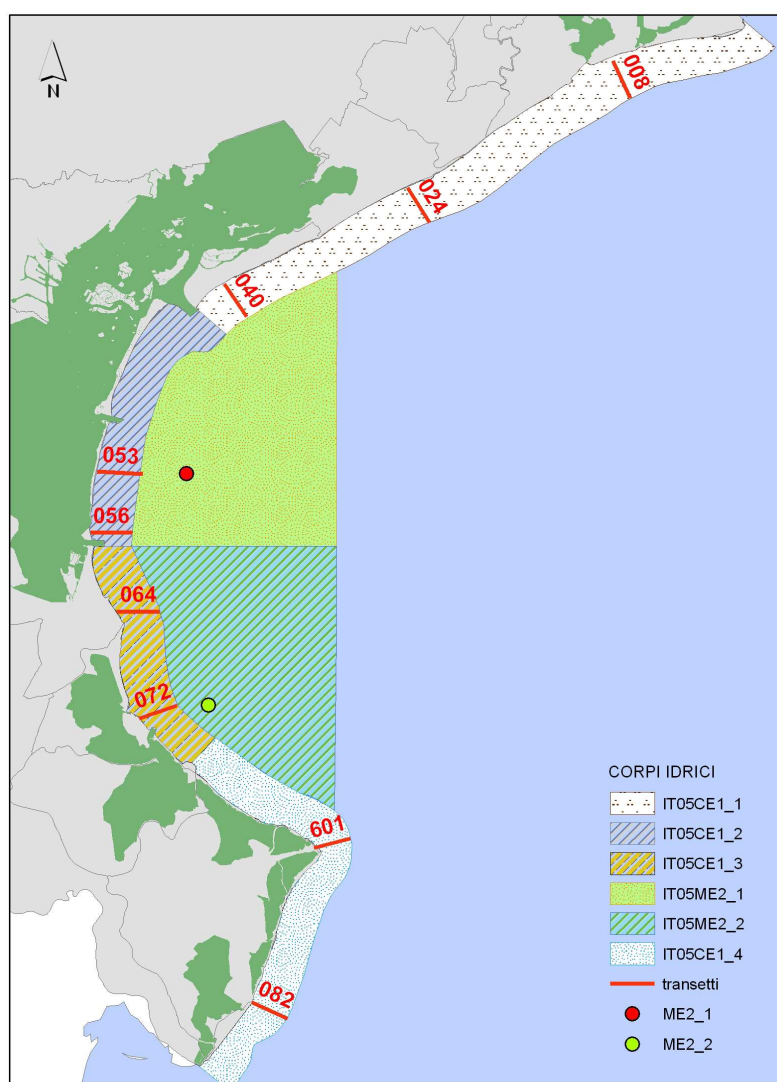 008
N
024
040
053
056
064
072
601
082
CORPI IDRICI
IT05CE1_1
IT05CE1_2
IT05CE1_3
IT05ME2_1
IT05ME2_2
IT05CE1_4
transetti
ME2_1
ME2_2